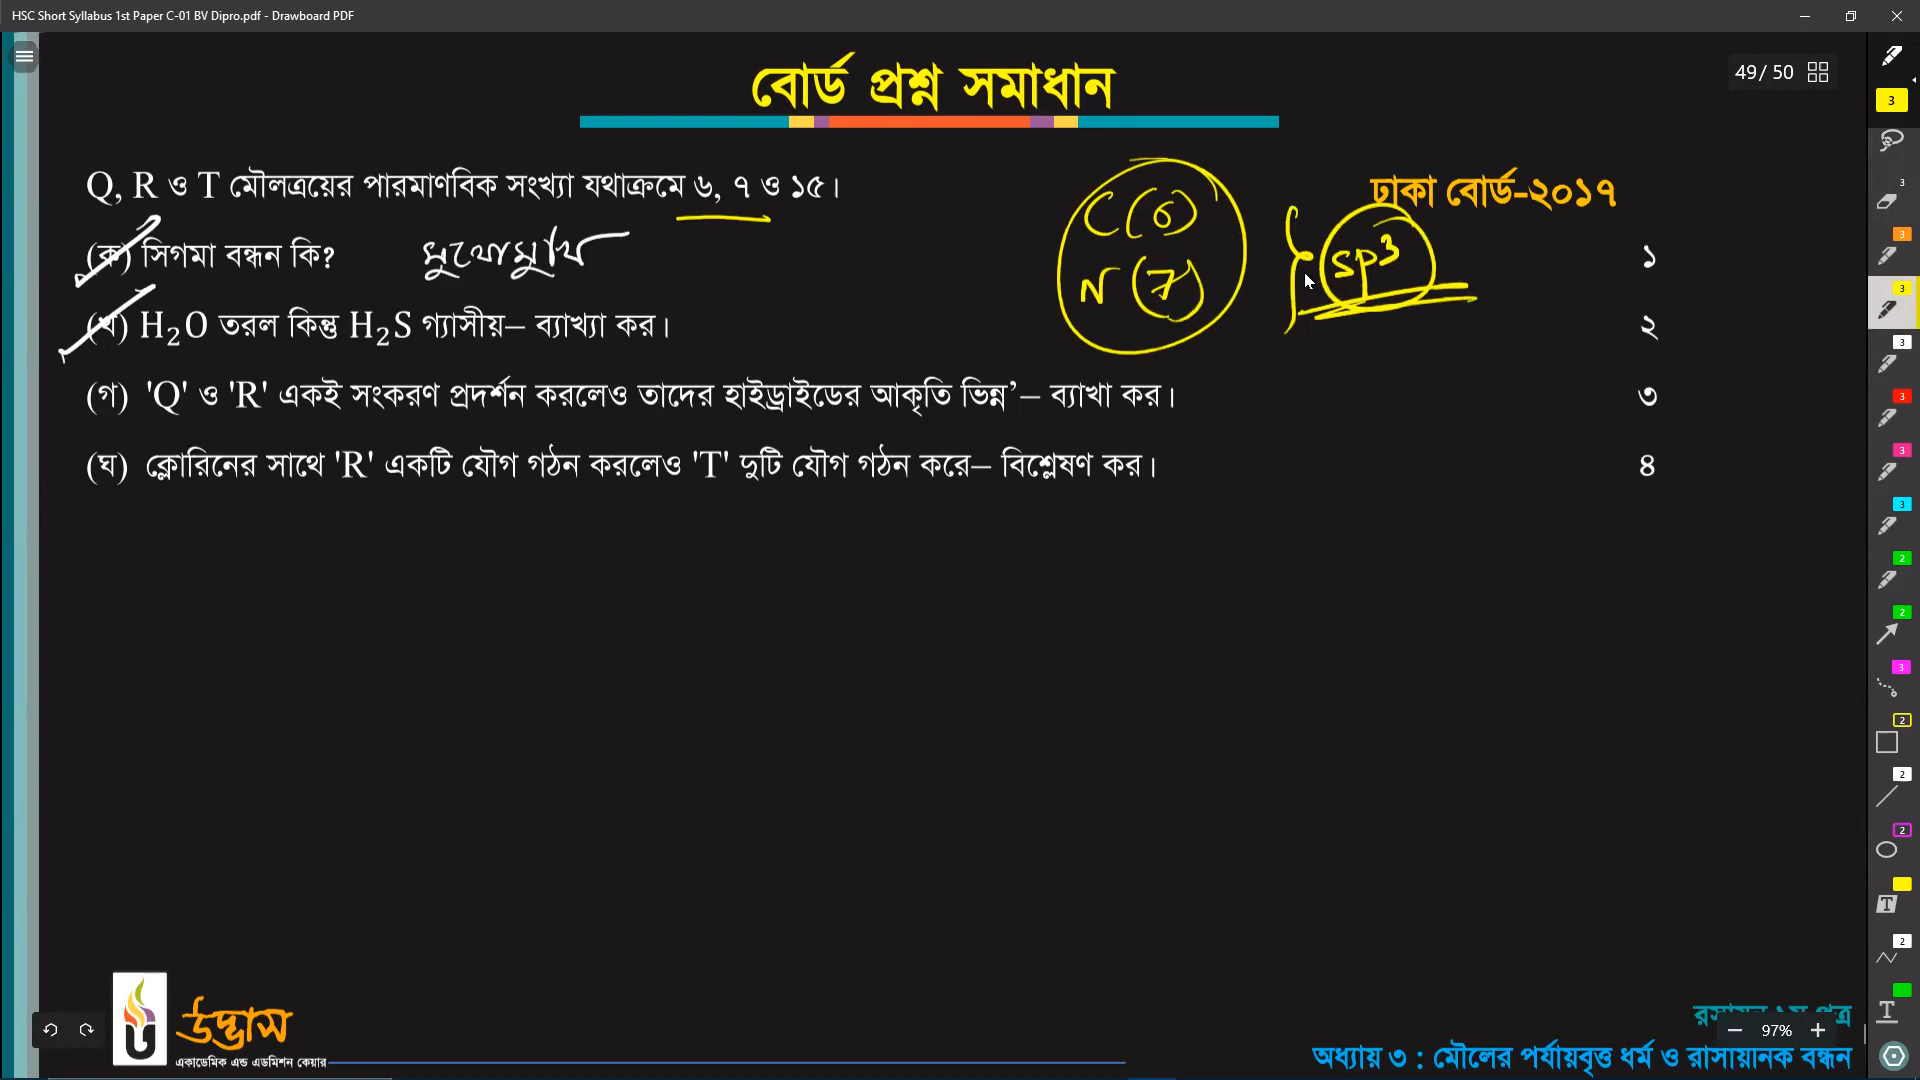 HSC Short Syllabus 1st Paper C-01 BV Dipro.pdf - Drawboard PDF
বোর্ড প্রশ্ন সমাধান
49/ 50
Q, R ও T মৌলত্রয়ের পারমাণবিক সংখ্যা যথাক্রমে ৬, ৭ ও ১৫।
ঢাকা বোর্ড-২০১৭
C (6)
N (7)
sp³
(ক) সিগমা বন্ধন কি? মুখোমুখি ১
(খ) H₂O তরল কিন্তু H₂S গ্যাসীয়– ব্যাখ্যা কর। ২
(গ) 'Q' ও 'R' একই সংকরণ প্রদর্শন করলেও তাদের হাইড্রাইডের আকৃতি ভিন্ন’– ব্যাখা কর। ৩
(ঘ) ক্লোরিনের সাথে 'R' একটি যৌগ গঠন করলেও 'T' দুটি যৌগ গঠন করে– বিশ্লেষণ কর। ৪
উদ্ভাস
একাডেমিক এন্ড এডমিশন কেয়ার
97%
অধ্যায় ৩ : মৌলের পর্যায়বৃত্ত ধর্ম ও রাসায়নিক বন্ধন